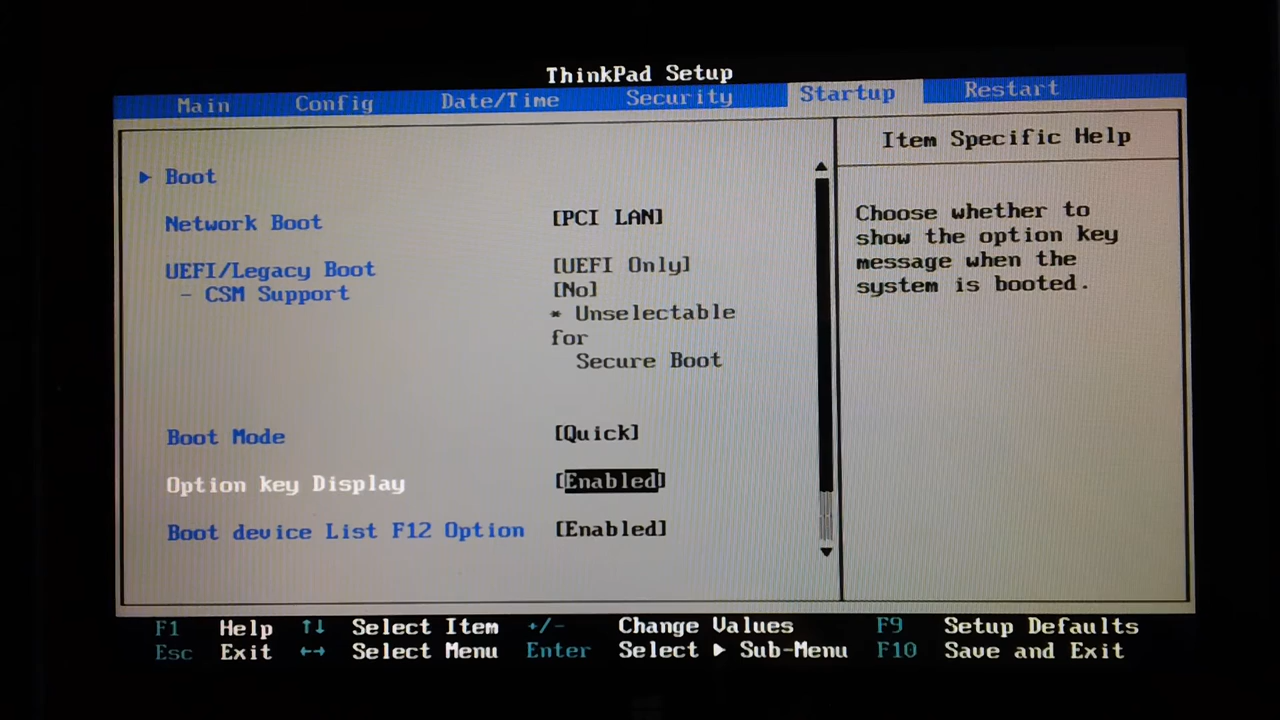 ThinkPad Setup
Main Config Date/Time Security Startup Restart
Item Specific Help
Boot
Network Boot [PCI LAN]
UEFI/Legacy Boot [UEFI Only]
- CSM Support [No]
* Unselectable
for
Secure Boot
Boot Mode [Quick]
Option key Display [Enabled]
Boot device List F12 Option [Enabled]
Choose whether to
show the option key
message when the
system is booted.
F1 Help ↑↓ Select Item +/- Change Values F9 Setup Defaults
Esc Exit ←→ Select Menu Enter Select ▶ Sub-Menu F10 Save and Exit